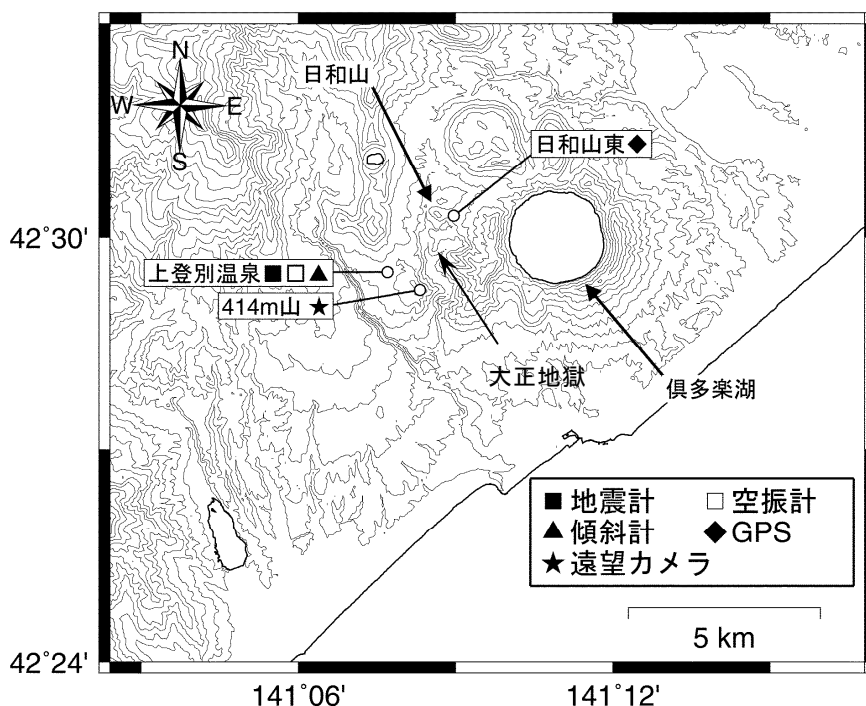 日和山
N
W E
S
日和山東◆
42°30'
上登別温泉■□▲
414m山★
大正地獄
倶多楽湖
■地震計 □空振計
▲傾斜計 ◆GPS
★遠望カメラ
5 km
42°24'
141°06' 141°12'